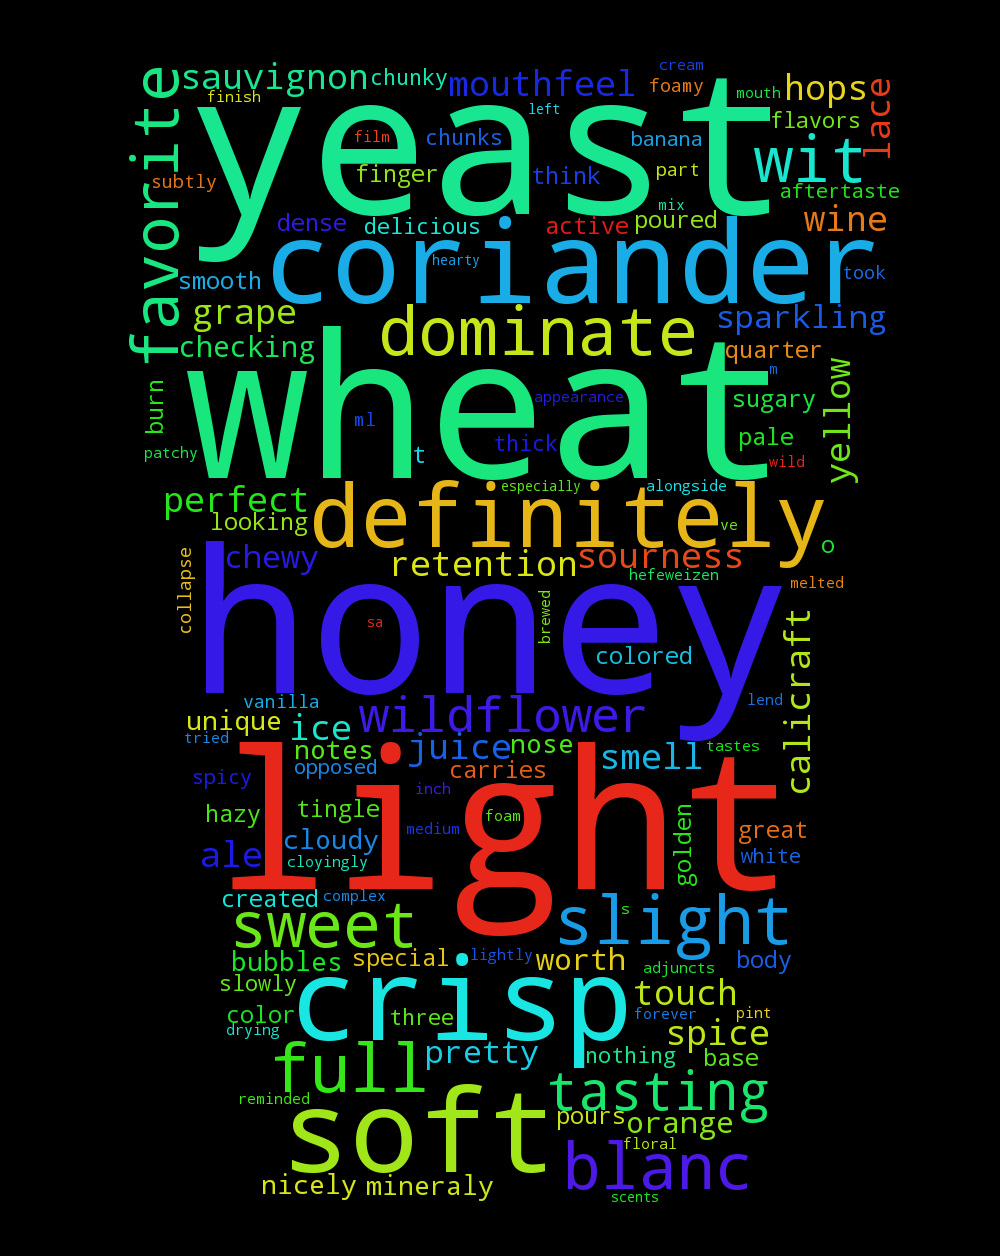 cream
sauvignon
chunky
mouthfeel
foamy
mouth
hops
lace
finish
yeast
left
flavors
film
chunks
banana
wit
favorite
subtly
finger
think
part
aftertaste
mix
dense
delicious
active
poured
wine
coriander
hearty
smooth
took
grape
dominate
sparkling
checking
quarter
wheat
m
yellow
burn
appearance
sugary
ml
thick
pale
patchy
t
wild
perfect
especially
alongside
definitely
looking
ve
o
chewy
retention
sourness
hefeweizen
melted
collapse
honey
brewed
sa
colored
calicraft
vanilla
wildflower
lend
unique
ice
tried
notes
juice
nose
smell
tastes
spicy
opposed
carries
light
inch
hazy
tingle
foam
golden
great
ale
cloudy
medium
cloyingly
white
created
complex
s
sweet
slight
bubbles
special
lightly
worth
adjuncts
body
slowly
crisp
touch
color
three
forever
pint
drying
spice
full
pretty
nothing
base
reminded
tasting
soft
pours
orange
floral
blanc
nicely
mineraly
scents